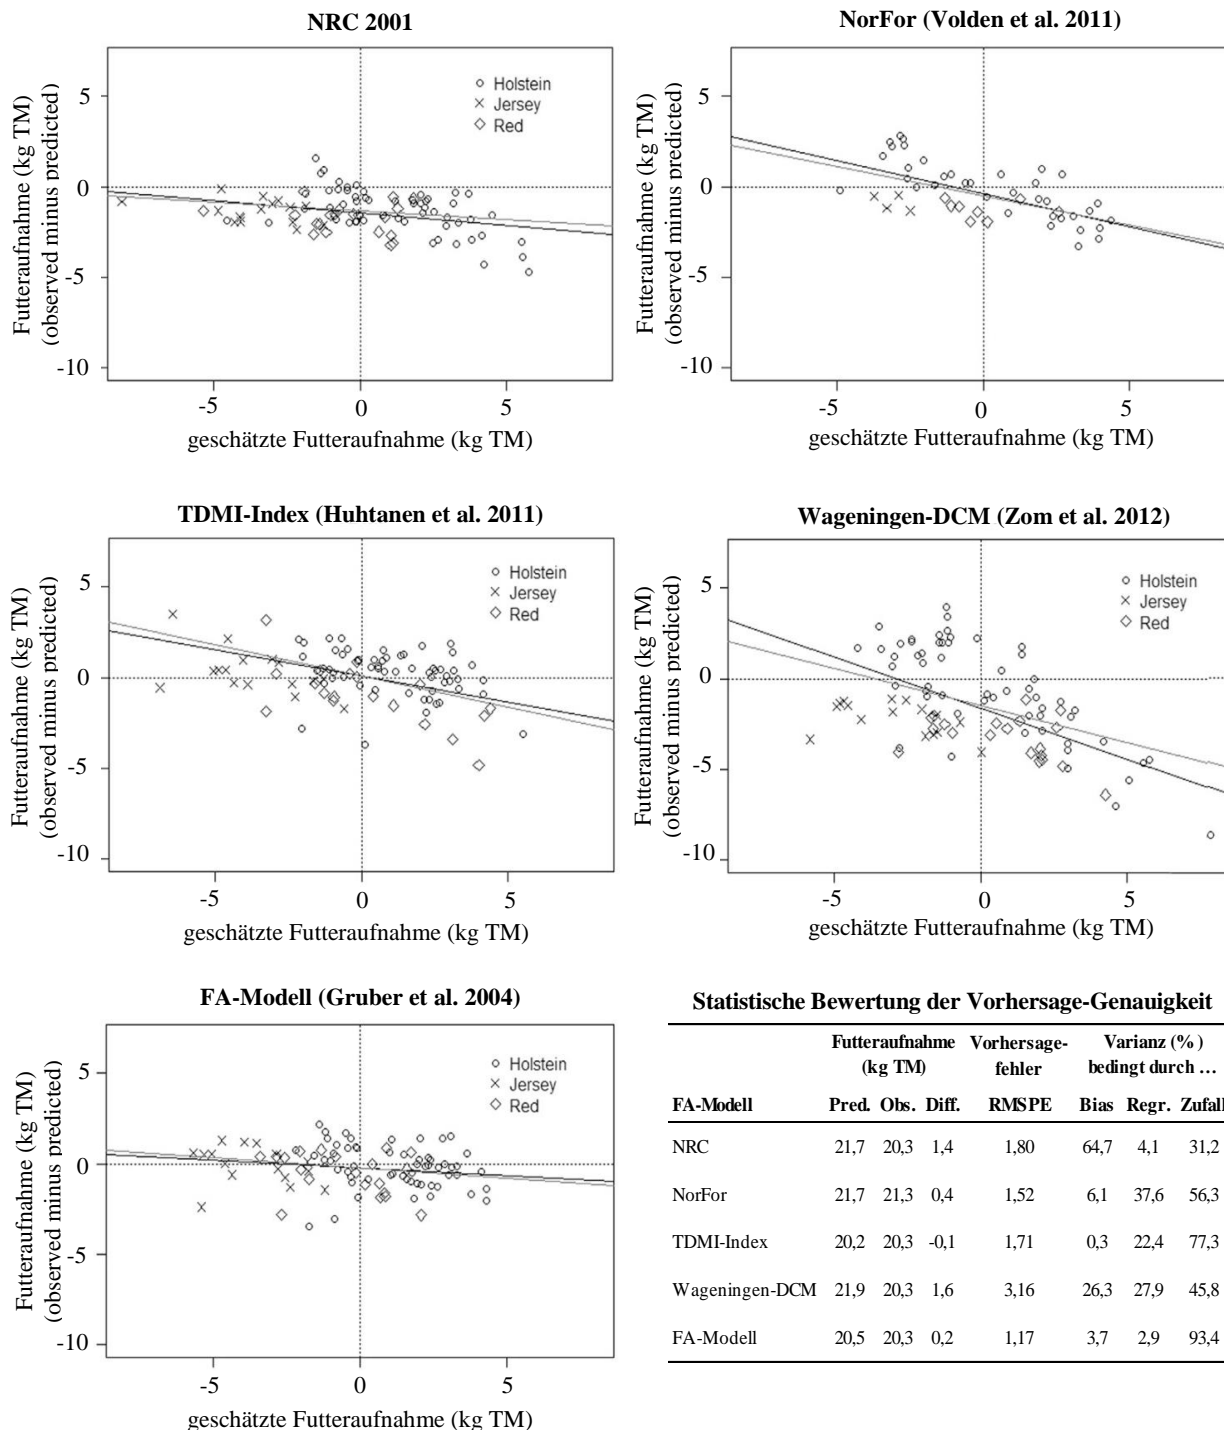 NRC 2001
Futteraufnahme (kg TM)
(observed minus predicted)
5
0
-5
-10
Holstein
Jersey
Red
-5 0 5
geschätzte Futteraufnahme (kg TM)
NorFor (Volden et al. 2011)
Futteraufnahme (kg TM)
(observed minus predicted)
5
0
-5
-10
-5 0 5
geschätzte Futteraufnahme (kg TM)
TDMI-Index (Huhtanen et al. 2011)
Futteraufnahme (kg TM)
(observed minus predicted)
5
0
-5
-10
Holstein
Jersey
Red
-5 0 5
geschätzte Futteraufnahme (kg TM)
Wageningen-DCM (Zom et al. 2012)
Futteraufnahme (kg TM)
(observed minus predicted)
5
0
-5
-10
Holstein
Jersey
Red
-5 0 5
geschätzte Futteraufnahme (kg TM)
FA-Modell (Gruber et al. 2004)
Futteraufnahme (kg TM)
(observed minus predicted)
5
0
-5
-10
Holstein
Jersey
Red
-5 0 5
geschätzte Futteraufnahme (kg TM)
Statistische Bewertung der Vorhersage-Genauigkeit
Futteraufnahme Vorhersage- Varianz (%)
(kg TM) fehler bedingt durch ...
FA-Modell Pred. Obs. Diff. RMSPE Bias Regr. Zufall
NRC 21,7 20,3 1,4 1,80 64,7 4,1 31,2
NorFor 21,7 21,3 0,4 1,52 6,1 37,6 56,3
TDMI-Index 20,2 20,3 -0,1 1,71 0,3 22,4 77,3
Wageningen-DCM 21,9 20,3 1,6 3,16 26,3 27,9 45,8
FA-Modell 20,5 20,3 0,2 1,17 3,7 2,9 93,4